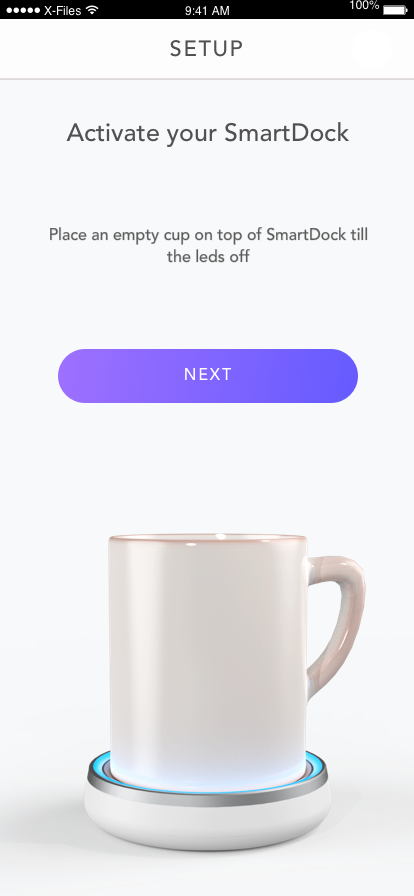 X-Files 9:41 AM 100%
SETUP
Activate your SmartDock
Place an empty cup on top of SmartDock till
the leds off
NEXT